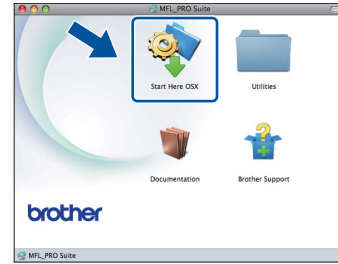 MFL_PRO Suite
Start Here OSX
Utilities
Documentation
Brother Support
brother
MFL_PRO Suite